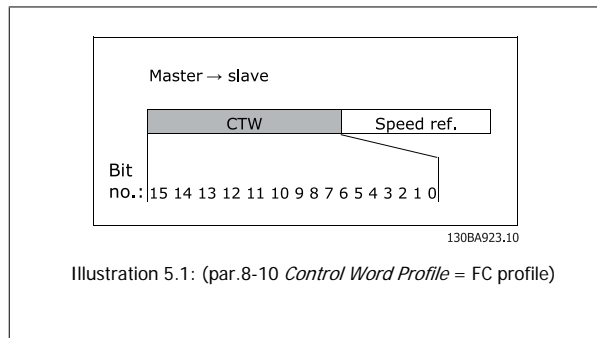 Master → slave
CTW Speed ref.
Bit
no.: 15 14 13 12 11 10 9 8 7 6 5 4 3 2 1 0
130BA923.10
Illustration 5.1: (par.8-10 Control Word Profile = FC profile)